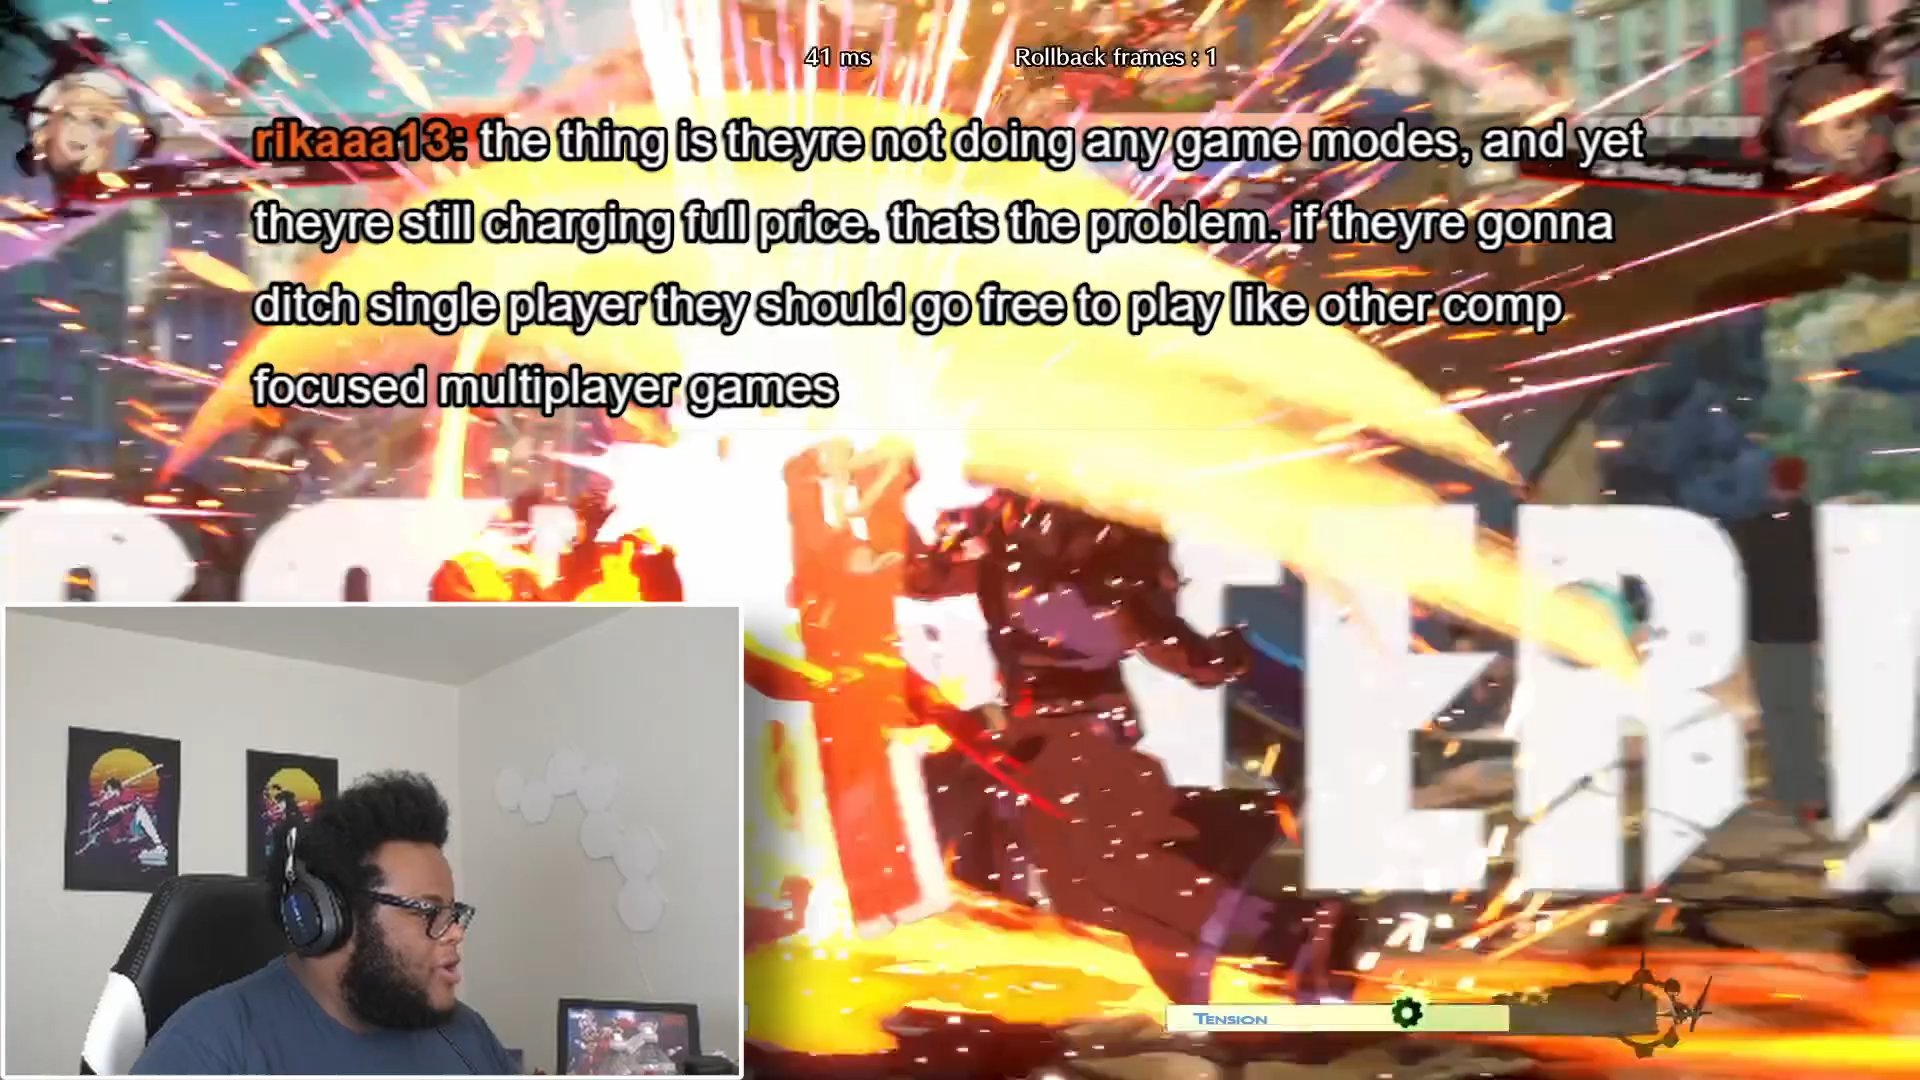 41 ms Rollback frames : 1
rikaaa13: the thing is theyre not doing any game modes, and yet
theyre still charging full price. thats the problem. if theyre gonna
ditch single player they should go free to play like other comp
focused multiplayer games
TENSION